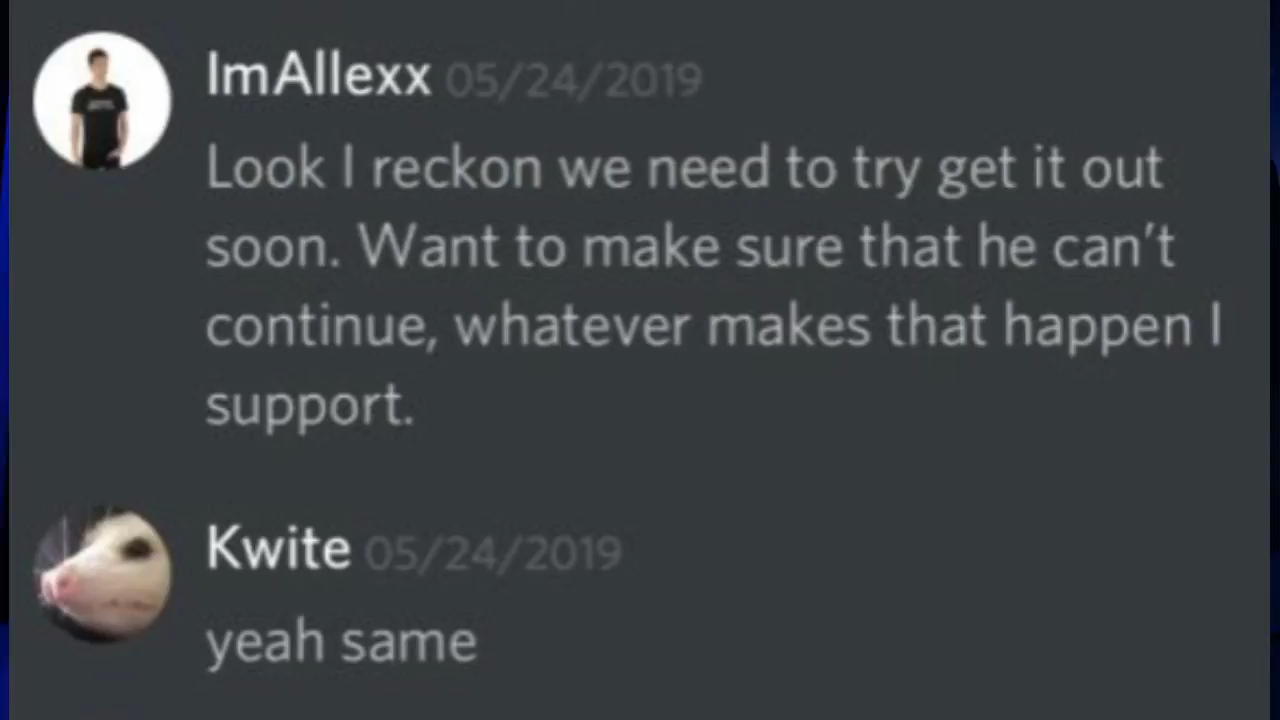 ImAllexx 05/24/2019
Look I reckon we need to try get it out
soon. Want to make sure that he can't
continue, whatever makes that happen I
support.
Kwite 05/24/2019
yeah same